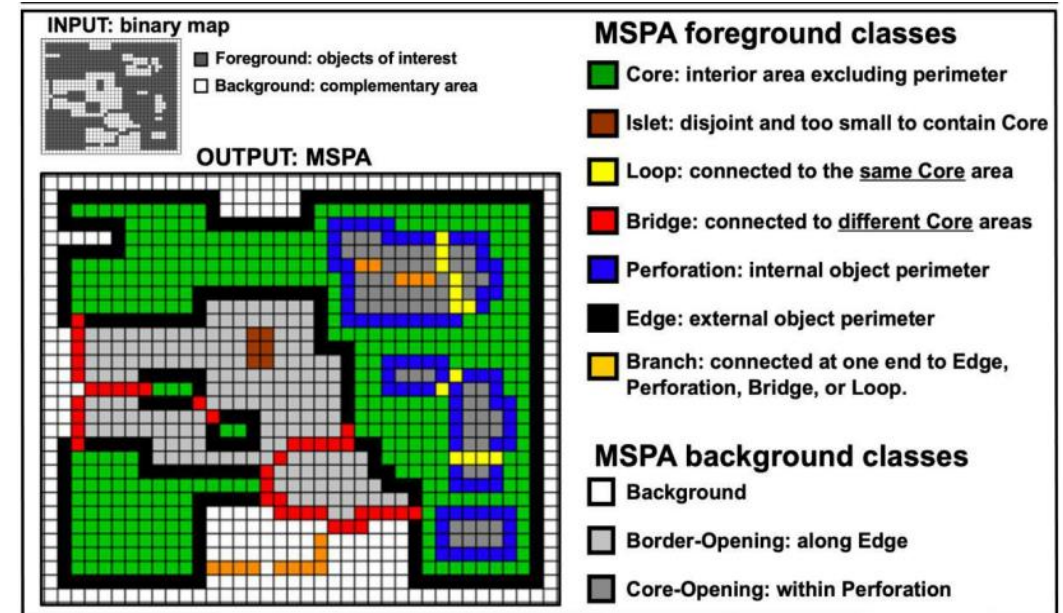 INPUT: binary map
Foreground: objects of interest
Background: complementary area
OUTPUT: MSPA
MSPA foreground classes
Core: interior area excluding perimeter
Islet: disjoint and too small to contain Core
Loop: connected to the same Core area
Bridge: connected to different Core areas
Perforation: internal object perimeter
Edge: external object perimeter
Branch: connected at one end to Edge,
Perforation, Bridge, or Loop.
MSPA background classes
Background
Border-Opening: along Edge
Core-Opening: within Perforation